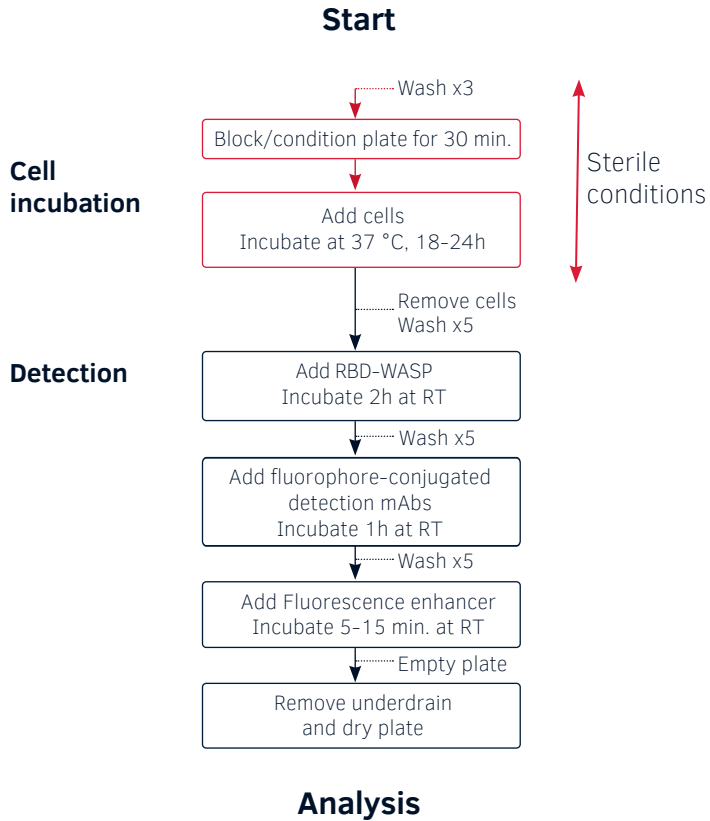 Start
Wash x3
Block/condition plate for 30 min.
Sterile
conditions
Cell
incubation
Add cells
Incubate at 37 °C, 18-24h
Remove cells
Wash x5
Detection
Add RBD-WASP
Incubate 2h at RT
Wash x5
Add fluorophore-conjugated
detection mAbs
Incubate 1h at RT
Wash x5
Add Fluorescence enhancer
Incubate 5-15 min. at RT
Empty plate
Remove underdrain
and dry plate
Analysis